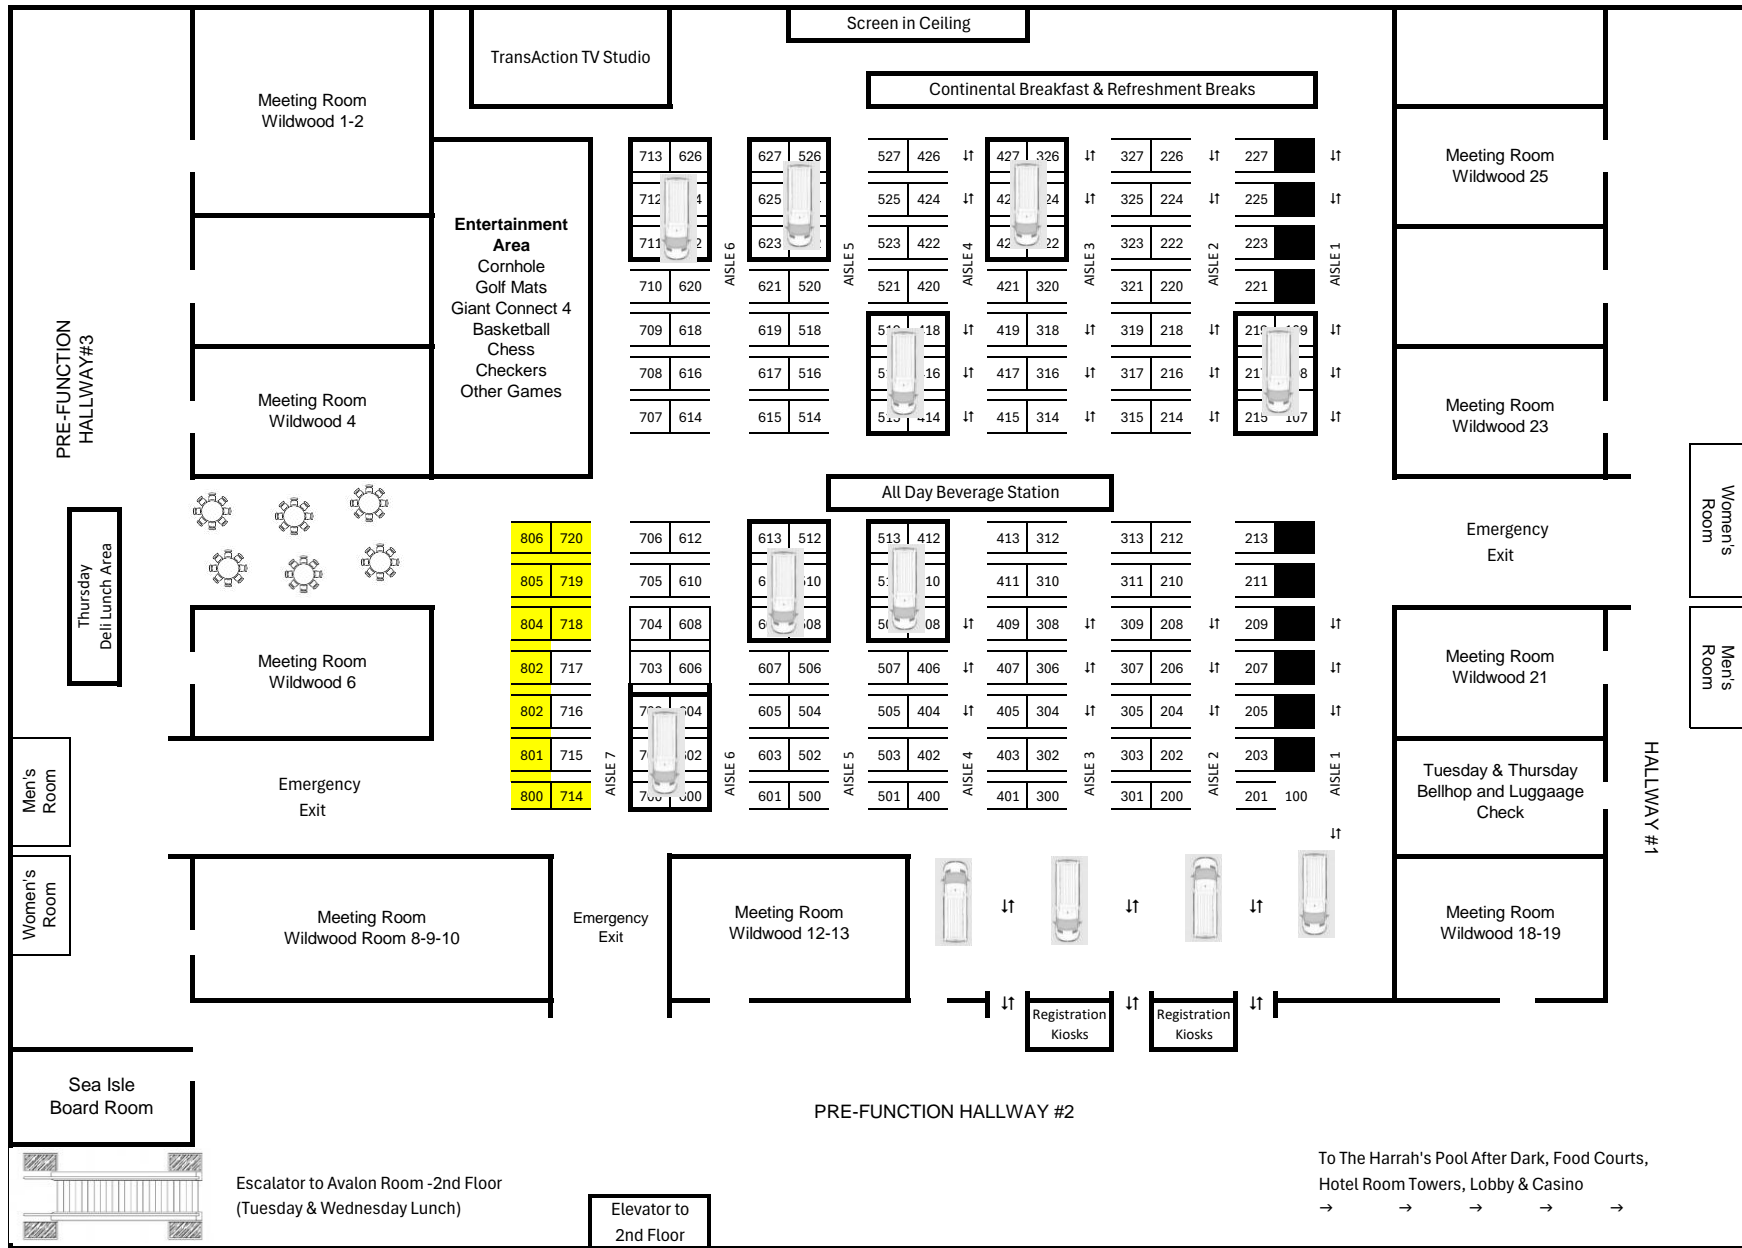 Screen in Ceiling
TransAction TV Studio
Continental Breakfast & Refreshment Breaks
Meeting Room
Wildwood 1-2
Meeting Room
Wildwood 25
Entertainment
Area
Cornhole
Golf Mats
Giant Connect 4
Basketball
Chess
Checkers
Other Games
713 626 627 526 527 426 ↓↑ 427 326 ↓↑ 327 226 ↓↑ 227 ↓↑
712 625 525 424 ↓↑ ↓↑ 325 224 ↓↑ 225 ↓↑
711 623 523 422 323 222 223
AISLE 6 AISLE 5 AISLE 4 AISLE 3 AISLE 2 AISLE 1
710 620 621 520 521 420 421 320 321 220 221
709 618 619 518 ↓↑ 419 318 ↓↑ 319 218 ↓↑ 219 ↓↑
708 616 617 516 ↓↑ 417 316 ↓↑ 317 216 ↓↑ ↓↑
707 614 615 514 414 ↓↑ 415 314 ↓↑ 315 214 ↓↑ 215 107 ↓↑
PRE-FUNCTION
HALLWAY#3
Meeting Room
Wildwood 4
Meeting Room
Wildwood 23
All Day Beverage Station
Women's
Room
Emergency
Exit
Thursday
Deli Lunch Area
806 720 706 612 613 512 513 412 413 312 313 212 213
805 719 705 610 411 310 311 210 211
804 718 704 608 ↓↑ 409 308 ↓↑ 309 208 ↓↑ 209 ↓↑
802 717 703 606 607 506 507 406 ↓↑ 407 306 ↓↑ 307 206 ↓↑ 207 ↓↑
802 716 604 605 504 505 404 ↓↑ 405 304 ↓↑ 305 204 ↓↑ 205 ↓↑
801 715 602 603 502 503 402 403 302 303 202 203
AISLE 7 AISLE 6 AISLE 5 AISLE 4 AISLE 3 AISLE 2 AISLE 1
800 714 700 600 601 500 501 400 401 300 301 200 201 100
↓↑
Meeting Room
Wildwood 6
Meeting Room
Wildwood 21
Men's
Room
Men's
Room
Emergency
Exit
Tuesday & Thursday
Bellhop and Luggaage
Check
HALLWAY #1
Women's
Room
Meeting Room
Wildwood Room 8-9-10
Emergency
Exit
Meeting Room
Wildwood 12-13
↓↑ ↓↑ ↓↑
Meeting Room
Wildwood 18-19
↓↑ ↓↑ ↓↑
Registration
Kiosks
Registration
Kiosks
Sea Isle
Board Room
PRE-FUNCTION HALLWAY #2
Escalator to Avalon Room -2nd Floor
(Tuesday & Wednesday Lunch)
Elevator to
2nd Floor
To The Harrah's Pool After Dark, Food Courts,
Hotel Room Towers, Lobby & Casino
→ → → → →